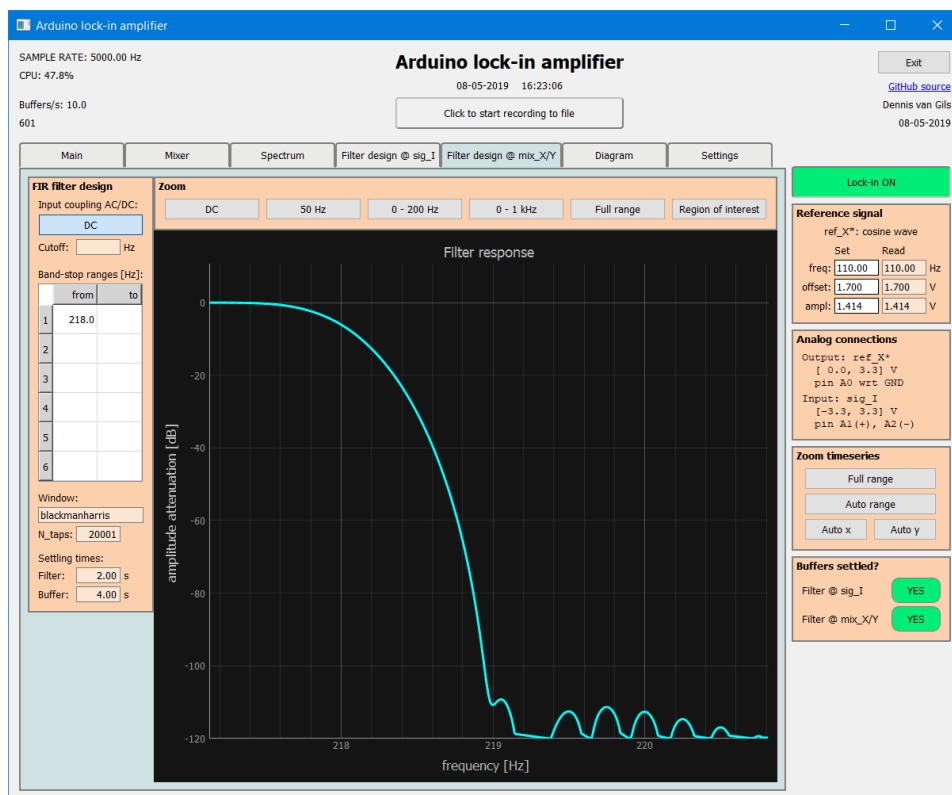 Arduino lock-in amplifier
SAMPLE RATE: 5000.00 Hz
CPU: 47.8%
Buffers/s: 10.0
601
Arduino lock-in amplifier
08-05-2019 16:23:06
Click to start recording to file
Exit
GitHub source
Dennis van Gils
08-05-2019
Main Mixer Spectrum Filter design @ sig_I Filter design @ mix_X/Y Diagram Settings
FIR filter design
Input coupling AC/DC:
DC
Cutoff: Hz
Band-stop ranges [Hz]:
from to
1 218.0
2
3
4
5
6
Window:
blackmanharris
N_taps: 20001
Settling times:
Filter: 2.00 s
Buffer: 4.00 s
Zoom
DC 50 Hz 0 - 200 Hz 0 - 1 kHz Full range Region of interest
Filter response
amplitude attenuation [dB]
0
-20
-40
-60
-80
-100
-120
218 219 220
frequency [Hz]
Lock-in ON
Reference signal
ref_X*: cosine wave
Set Read
freq: 110.00 110.00 Hz
offset: 1.700 1.700 V
ampl: 1.414 1.414 V
Analog connections
Output: ref_X*
[ 0.0, 3.3] V
pin A0 wrt GND
Input: sig_I
[-3.3, 3.3] V
pin A1(+), A2(-)
Zoom timeseries
Full range
Auto range
Auto x Auto y
Buffers settled?
Filter @ sig_I YES
Filter @ mix_X/Y YES